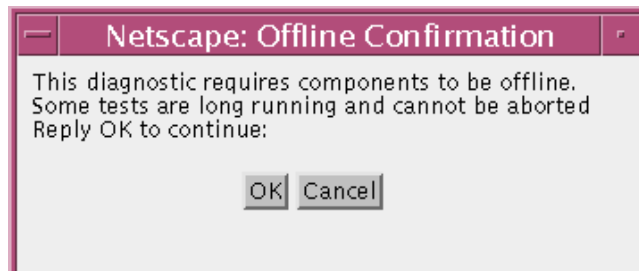 Netscape: Offline Confirmation
This diagnostic requires components to be offline.
Some tests are long running and cannot be aborted
Reply OK to continue:
OK Cancel